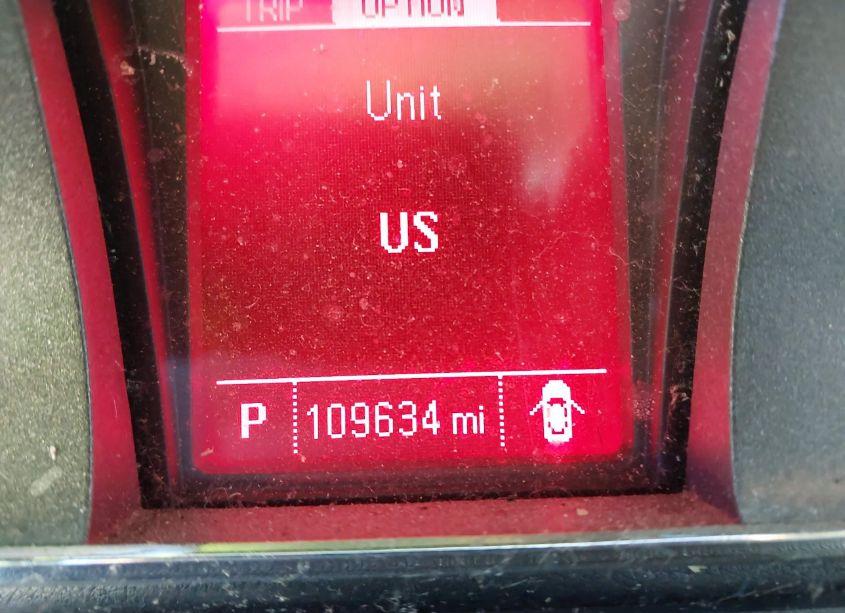 TRIP OPTION
Unit
US
P 109634 mi